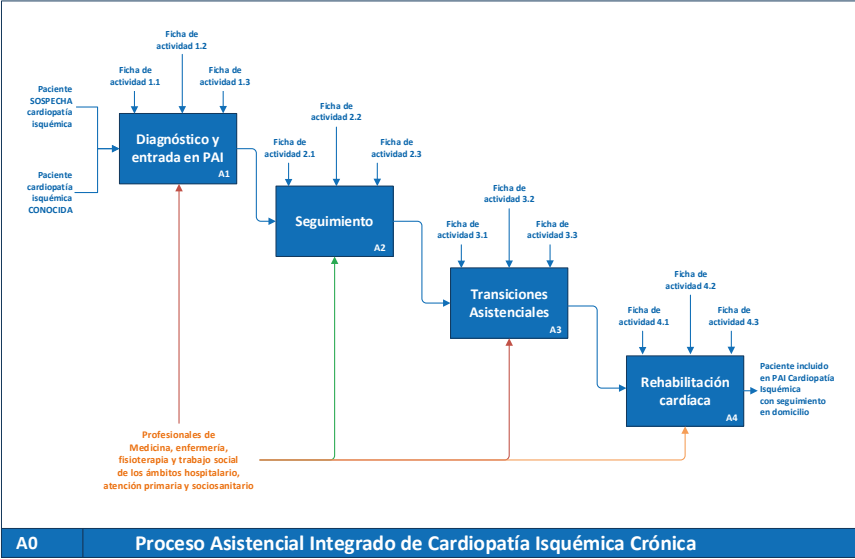 Ficha de
actividad 1.2
Ficha de
actividad 1.1
Ficha de
actividad 1.3
Paciente
SOSPECHA
cardiopatía
isquémica
Diagnóstico y
entrada en PAI
A1
Paciente
cardiopatía
isquémica
CONOCIDA
Ficha de
actividad 2.2
Ficha de
actividad 2.1
Ficha de
actividad 2.3
Seguimiento
A2
Ficha de
actividad 3.2
Ficha de
actividad 3.1
Ficha de
actividad 3.3
Transiciones
Asistenciales
A3
Ficha de
actividad 4.2
Ficha de
actividad 4.1
Ficha de
actividad 4.3
Rehabilitación
cardíaca
A4
Paciente incluido
en PAI Cardiopatía
Isquémica
con seguimiento
en domicilio
Profesionales de
Medicina, enfermería,
fisioterapia y trabajo social
de los ámbitos hospitalario,
atención primaria y sociosanitario
A0
Proceso Asistencial Integrado de Cardiopatía Isquémica Crónica